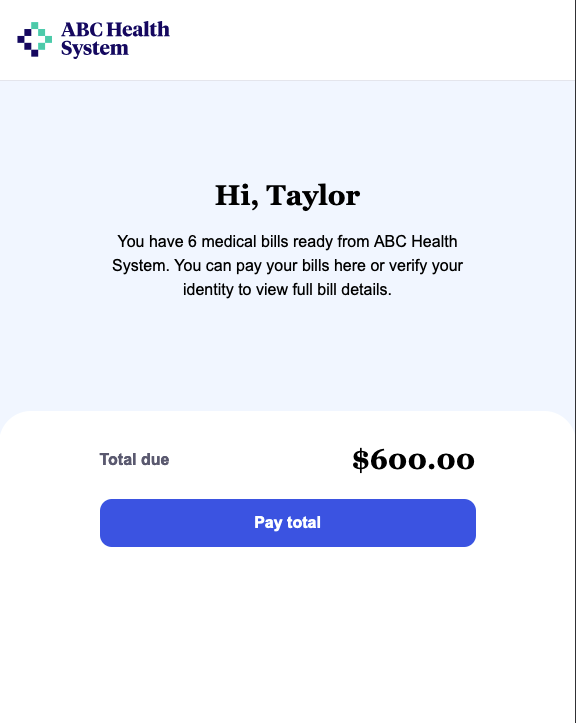 ABC Health
System
Hi, Taylor
You have 6 medical bills ready from ABC Health
System. You can pay your bills here or verify your
identity to view full bill details.
Total due
$600.00
Pay total